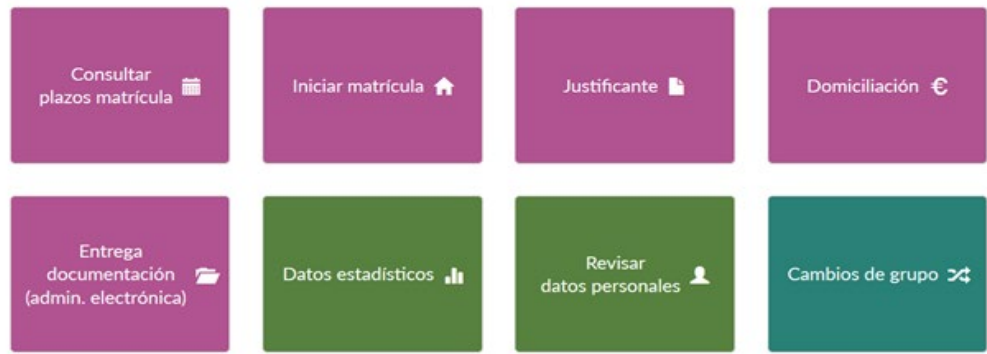 Consultar
plazos matrícula
Iniciar matrícula
Justificante
Domiciliación €
Entrega
documentación
(admin. electrónica)
Datos estadísticos
Revisar
datos personales
Cambios de grupo